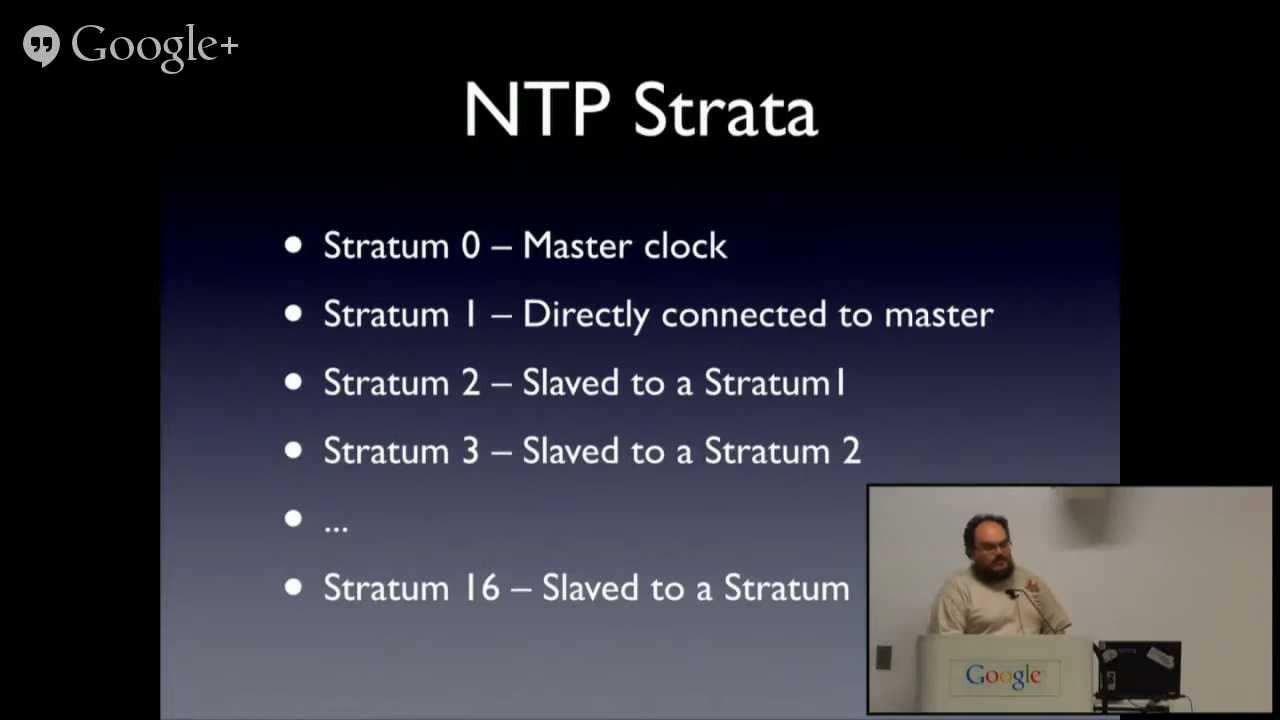 Google+
NTP Strata
• Stratum 0 – Master clock
• Stratum 1 – Directly connected to master
• Stratum 2 – Slaved to a Stratum1
• Stratum 3 – Slaved to a Stratum 2
• ...
• Stratum 16 – Slaved to a Stratum
Google